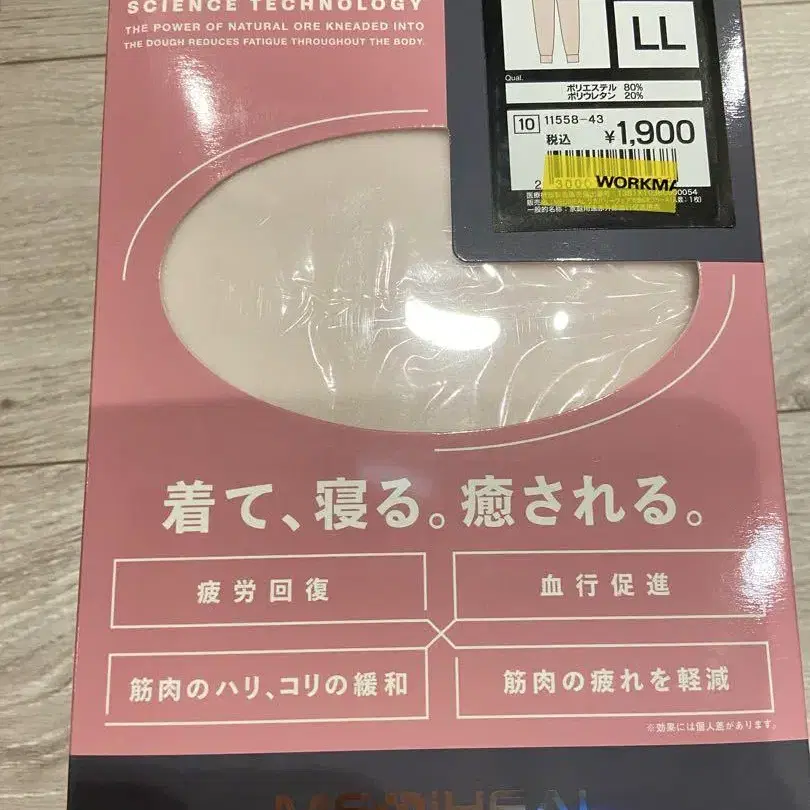 SCIENCE TECHNOLOGY
THE POWER OF NATURAL ORE KNEADED INTO
THE DOUGH REDUCES FATIGUE THROUGHOUT THE BODY.
LL
Qual.
ポリエステル 80%
ポリウレタン 20%
10 11558-43
税込 ¥1,900
WORKMA
着て、寝る。癒される。
疲労回復
血行促進
筋肉のハリ、コリの緩和
筋肉の疲れを軽減
※効果には個人差があります。
MEDIHEAL